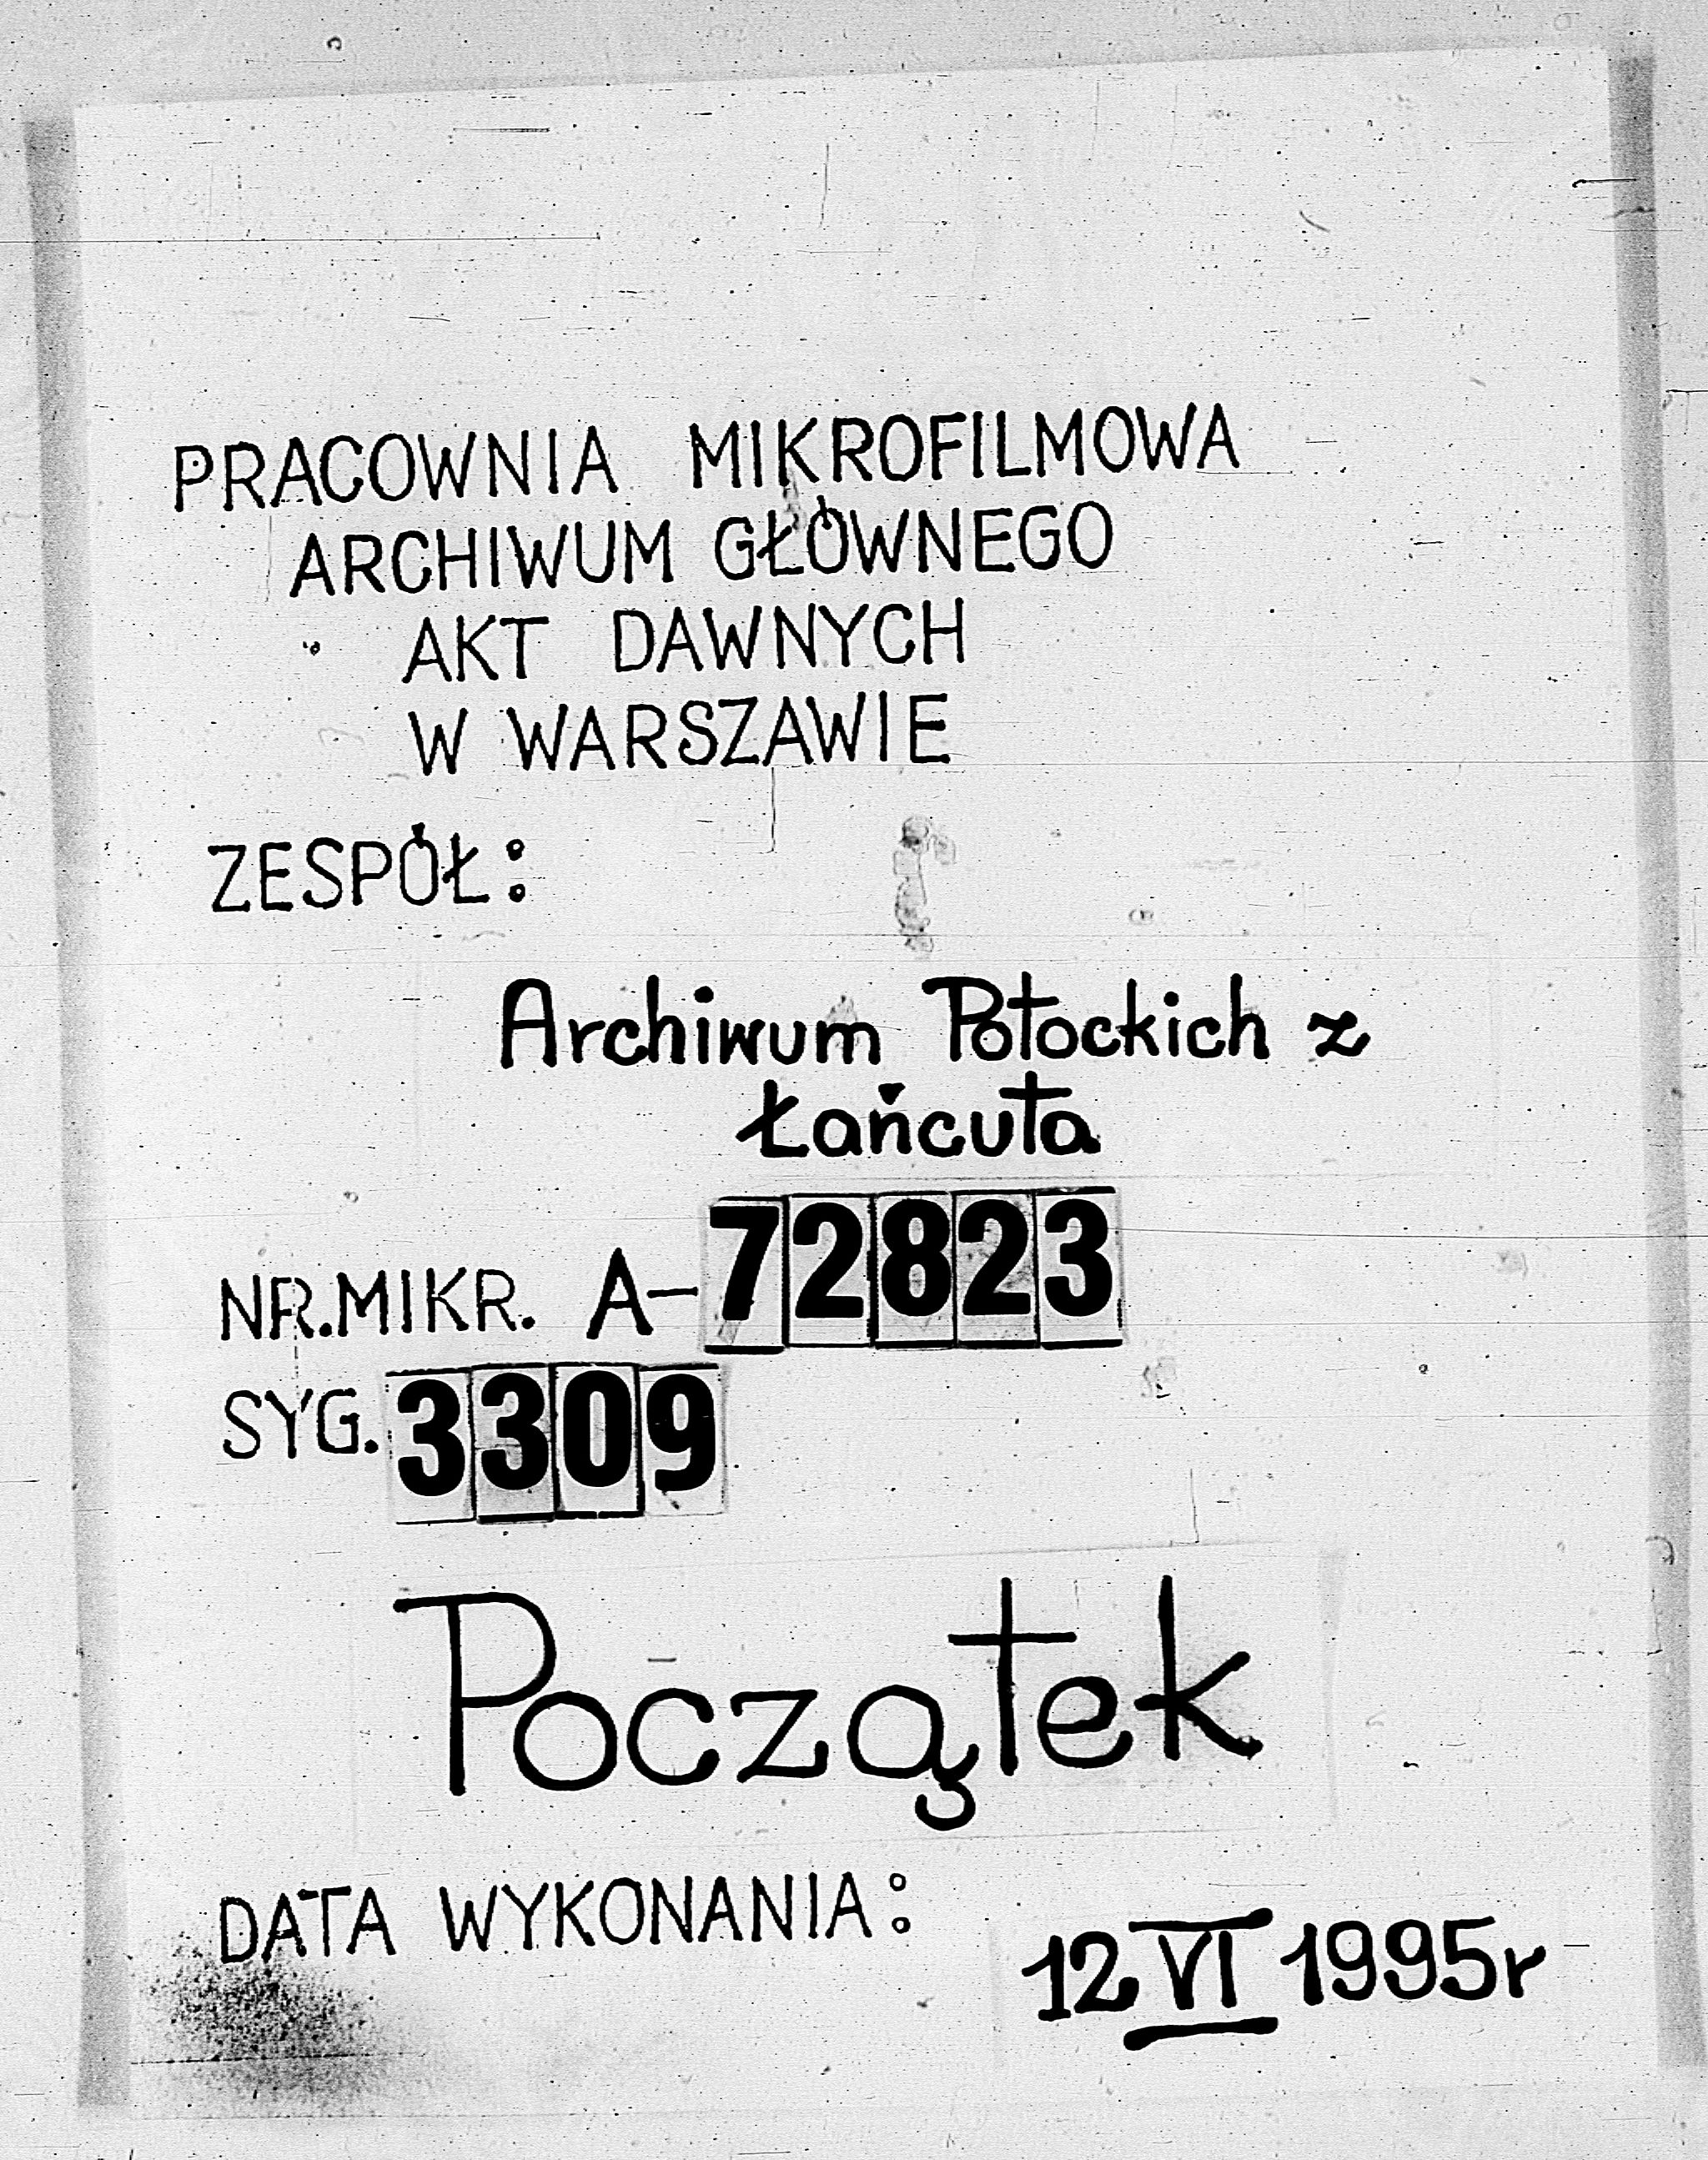 PRACOWNIA MIKROFILMOWA
ARCHIWUM GŁÓWNEGO
AKT DAWNYCH
W WARSZAWIE
ZESPÓŁ:
Archiwum Potockich z
Łańcuta
NR.MIKR. A-72823
SYG. 3309
Początek
DATA WYKONANIA: 12 VI 1995r